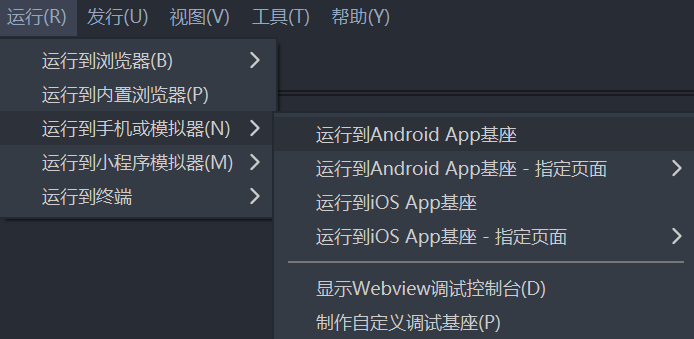 运行(R) 发行(U) 视图(V) 工具(T) 帮助(Y)
运行到浏览器(B)
运行到内置浏览器(P)
运行到手机或模拟器(N)
运行到小程序模拟器(M)
运行到终端
运行到Android App基座
运行到Android App基座 - 指定页面
运行到iOS App基座
运行到iOS App基座 - 指定页面
显示Webview调试控制台(D)
制作自定义调试基座(P)